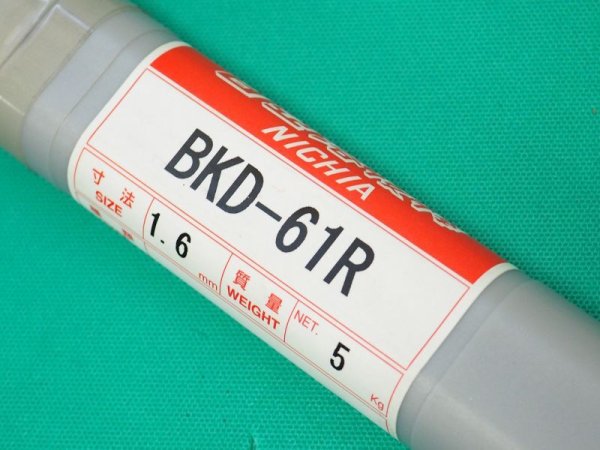 NICHIA
BKD-61R
寸法 1.6 mm 質量 NET. 5 Kg
SIZE WEIGHT